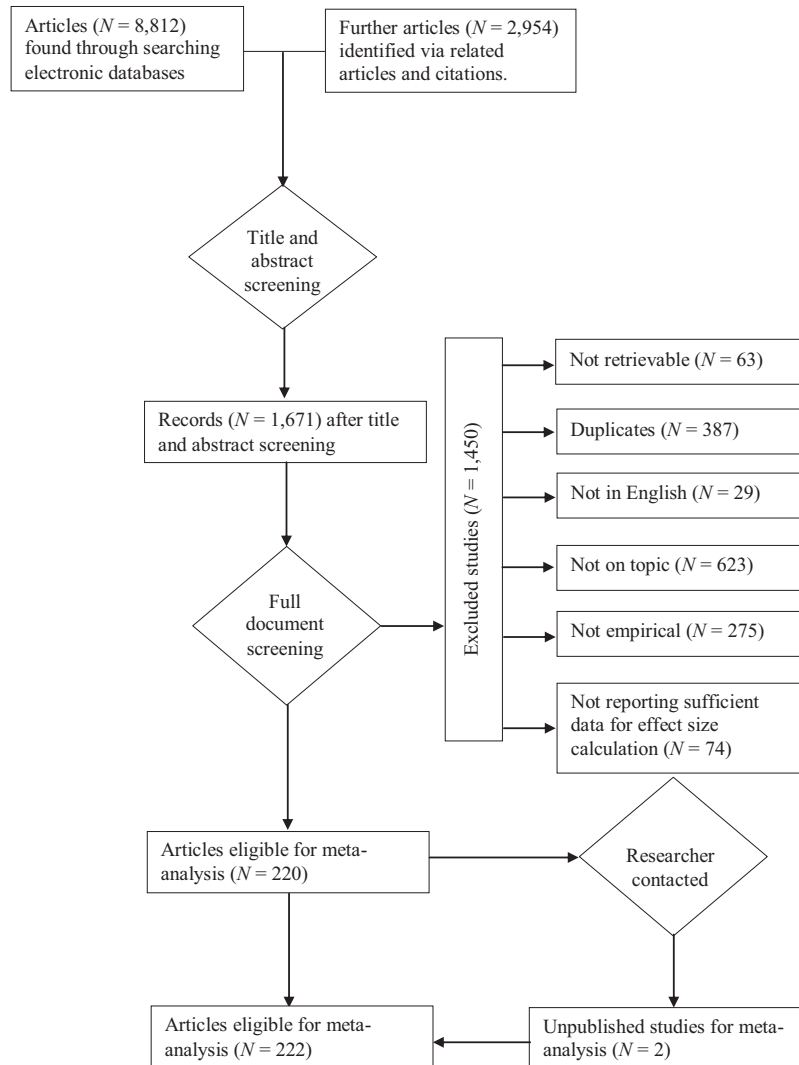 Articles (N = 8,812)
found through searching
electronic databases
Further articles (N = 2,954)
identified via related
articles and citations.
Title and
abstract
screening
Records (N = 1,671) after title
and abstract screening
Full
document
screening
Excluded studies (N = 1,450)
Not retrievable (N = 63)
Duplicates (N = 387)
Not in English (N = 29)
Not on topic (N = 623)
Not empirical (N = 275)
Not reporting sufficient
data for effect size
calculation (N = 74)
Articles eligible for meta-
analysis (N = 220)
Researcher
contacted
Articles eligible for meta-
analysis (N = 222)
Unpublished studies for meta-
analysis (N = 2)